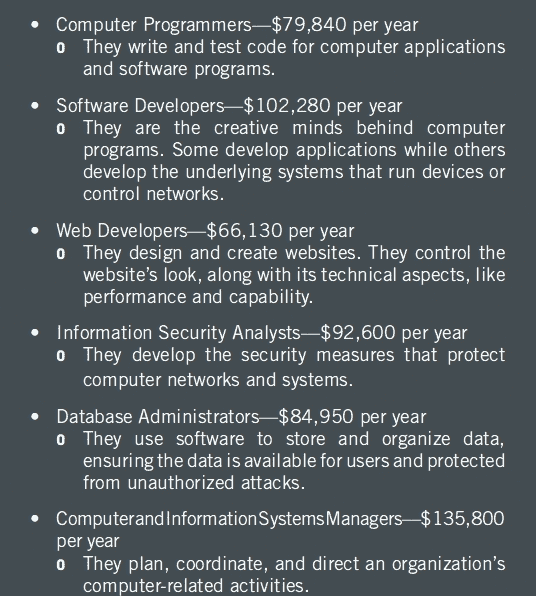 • Computer Programmers—$79,840 per year
o They write and test code for computer applications
and software programs.
• Software Developers—$102,280 per year
o They are the creative minds behind computer
programs. Some develop applications while others
develop the underlying systems that run devices or
control networks.
• Web Developers—$66,130 per year
o They design and create websites. They control the
website's look, along with its technical aspects, like
performance and capability.
• Information Security Analysts—$92,600 per year
o They develop the security measures that protect
computer networks and systems.
• Database Administrators—$84,950 per year
o They use software to store and organize data,
ensuring the data is available for users and protected
from unauthorized attacks.
• Computer and Information Systems Managers—$135,800
per year
o They plan, coordinate, and direct an organization's
computer-related activities.